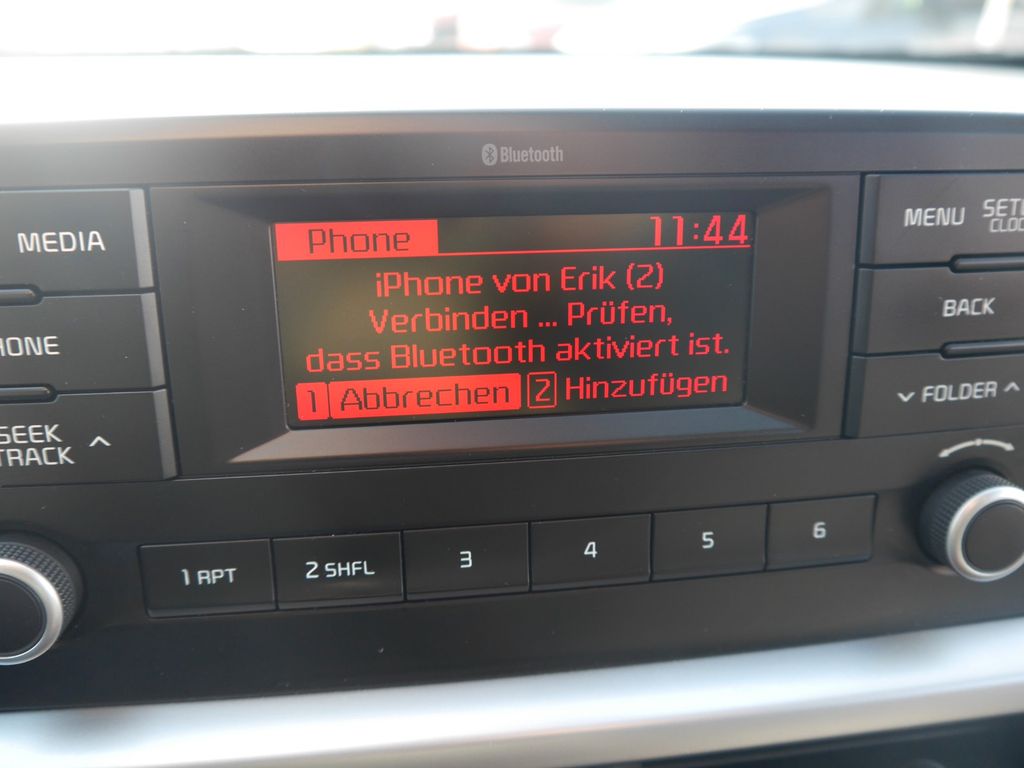 Bluetooth
MEDIA
Phone 11:44
MENU
CLOC
iPhone von Erik (2)
Verbinden ... Prüfen,
dass Bluetooth aktiviert ist.
1 Abbrechen 2 Hinzufügen
HONE
BACK
FOLDER
SEEK
TRACK
1 RPT
2 SHFL
3
4
5
6